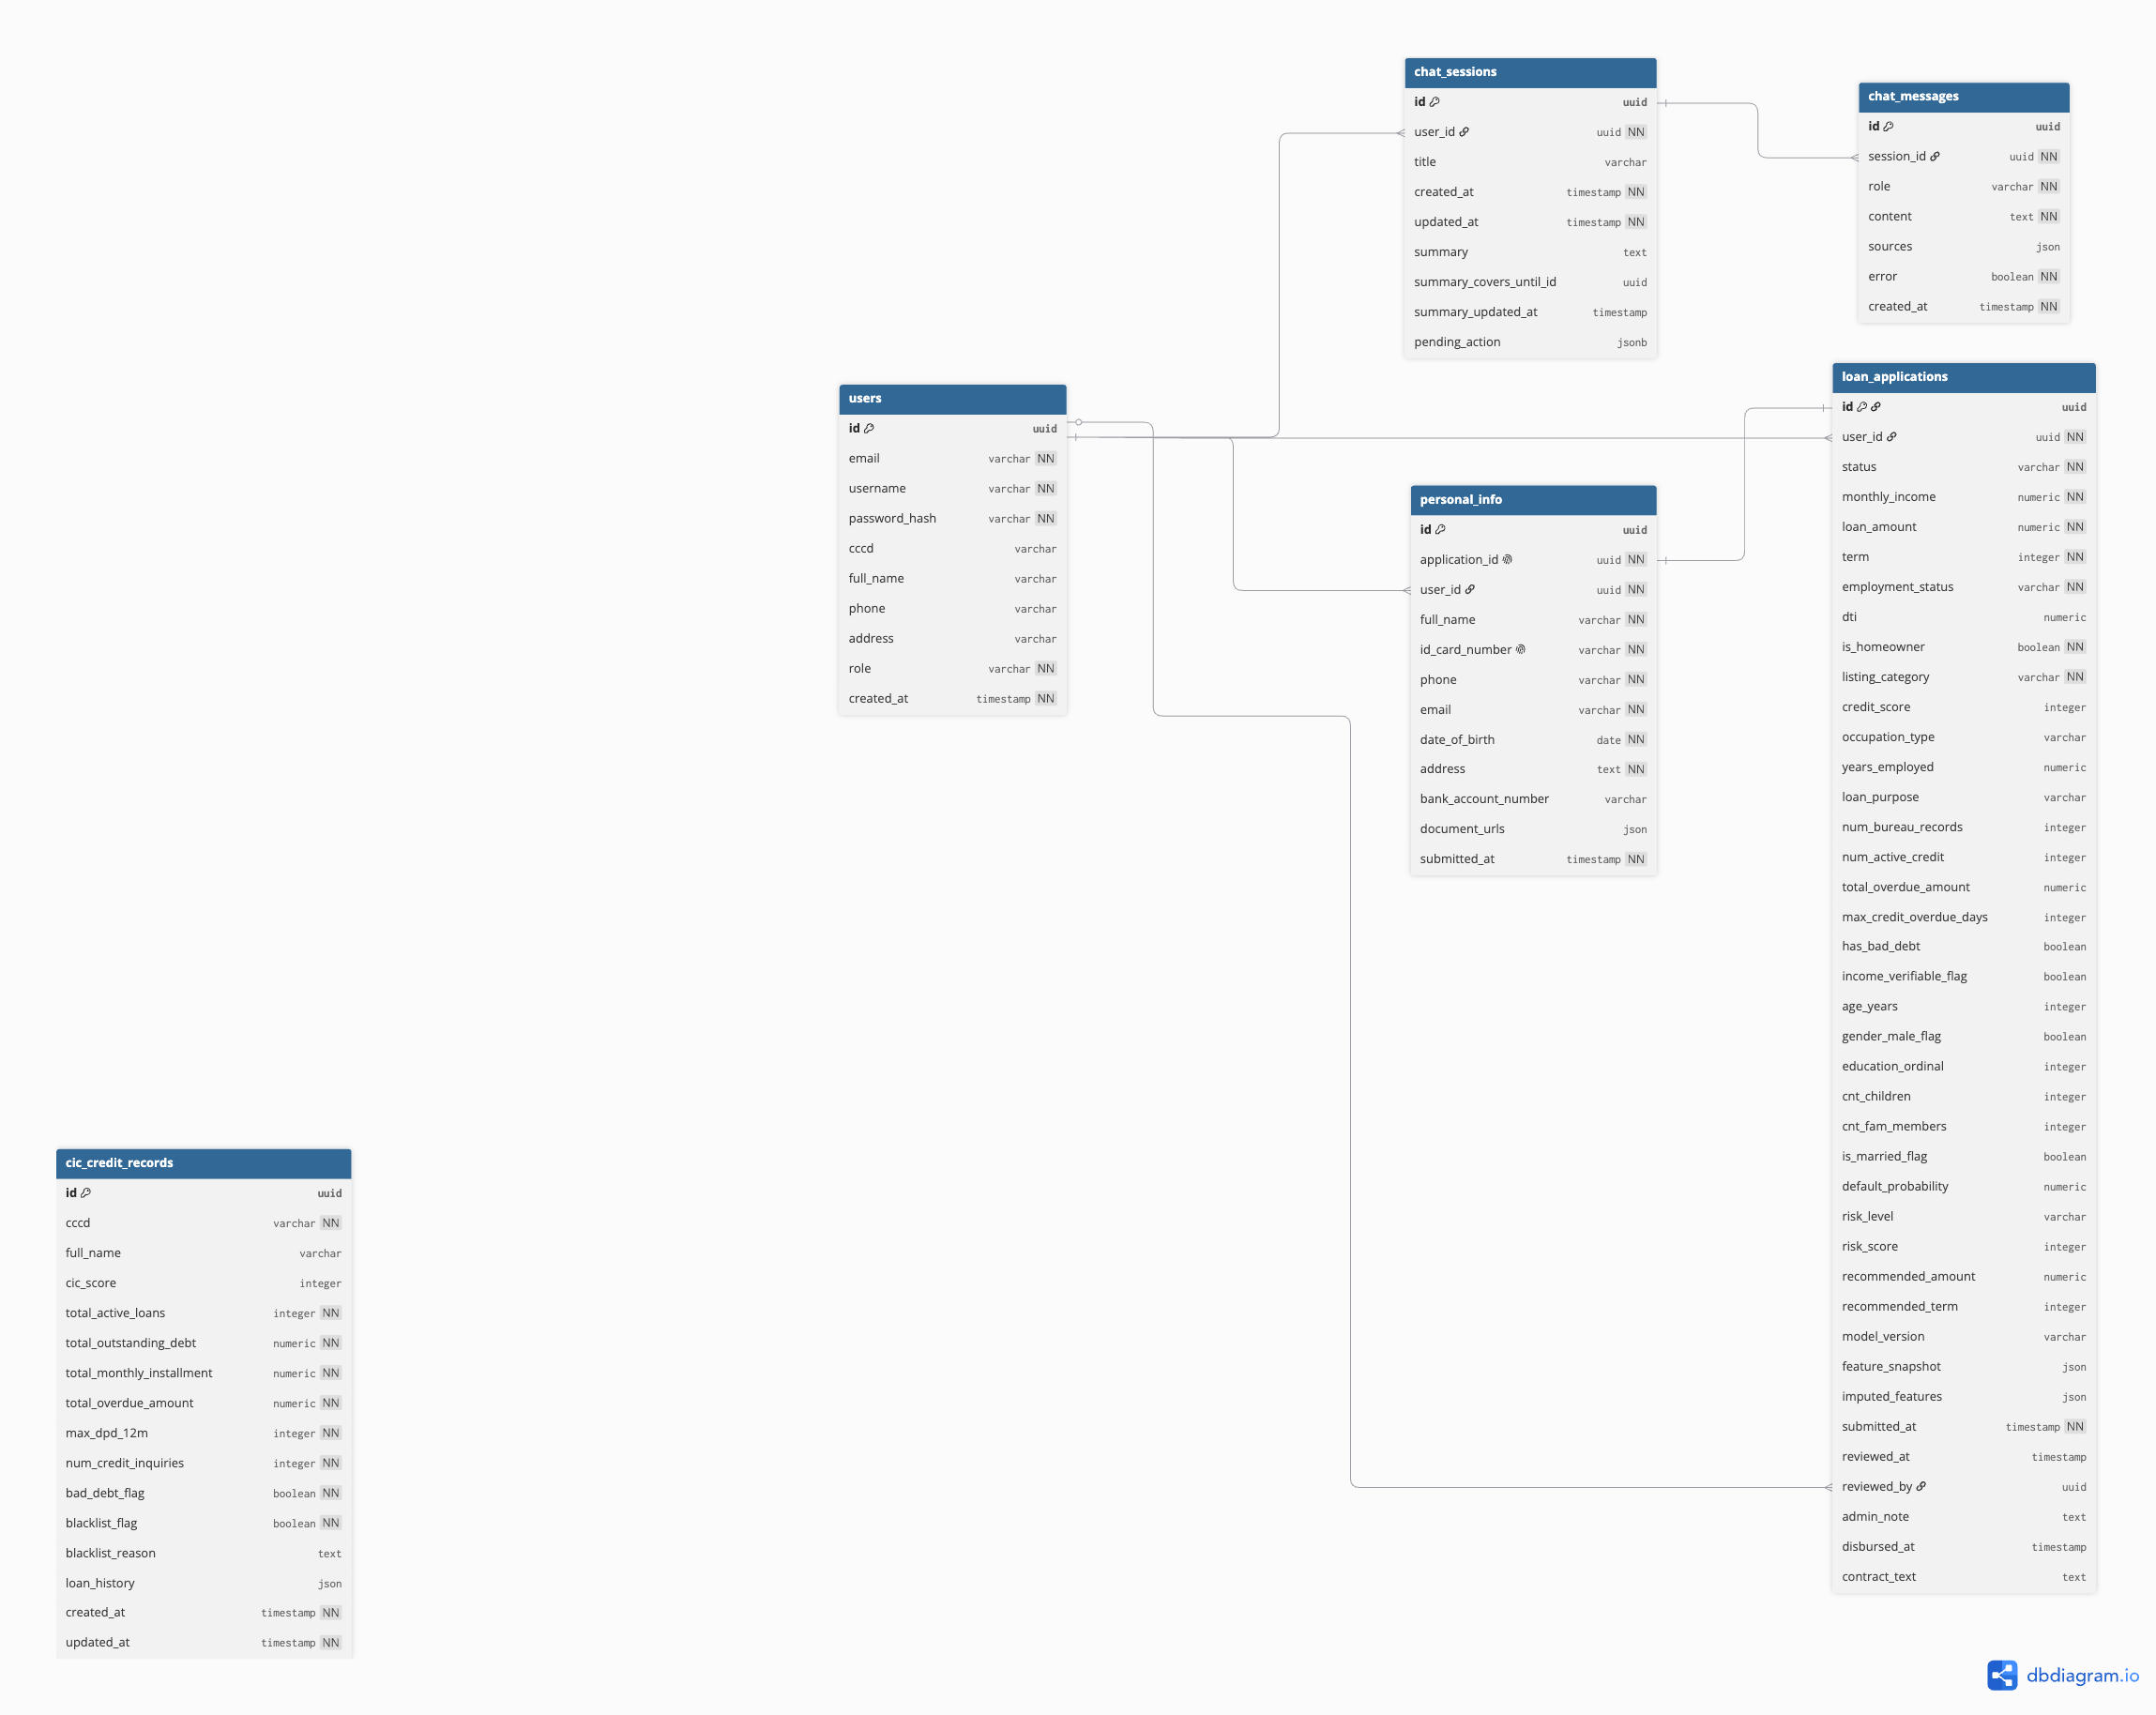 chat_sessions
id uuid
user_id uuid NN
title varchar
created_at timestamp NN
updated_at timestamp NN
summary text
summary_covers_until_id uuid
summary_updated_at timestamp
pending_action jsonb
chat_messages
id uuid
session_id uuid NN
role varchar NN
content text NN
sources json
error boolean NN
created_at timestamp NN
users
id uuid
email varchar NN
username varchar NN
password_hash varchar NN
cccd varchar
full_name varchar
phone varchar
address varchar
role varchar NN
created_at timestamp NN
personal_info
id uuid
application_id uuid NN
user_id uuid NN
full_name varchar NN
id_card_number varchar NN
phone varchar NN
email varchar NN
date_of_birth date NN
address text NN
bank_account_number varchar
document_urls json
submitted_at timestamp NN
loan_applications
id uuid
user_id uuid NN
status varchar NN
monthly_income numeric NN
loan_amount numeric NN
term integer NN
employment_status varchar NN
dti numeric
is_homeowner boolean NN
listing_category varchar NN
credit_score integer
occupation_type varchar
years_employed numeric
loan_purpose varchar
num_bureau_records integer
num_active_credit integer
total_overdue_amount numeric
max_credit_overdue_days integer
has_bad_debt boolean
income_verifiable_flag boolean
age_years integer
gender_male_flag boolean
education_ordinal integer
cnt_children integer
cnt_fam_members integer
is_married_flag boolean
default_probability numeric
risk_level varchar
risk_score integer
recommended_amount numeric
recommended_term integer
model_version varchar
feature_snapshot json
imputed_features json
submitted_at timestamp NN
reviewed_at timestamp
reviewed_by uuid
admin_note text
disbursed_at timestamp
contract_text text
cic_credit_records
id uuid
cccd varchar NN
full_name varchar
cic_score integer
total_active_loans integer NN
total_outstanding_debt numeric NN
total_monthly_installment numeric NN
total_overdue_amount numeric NN
max_dpd_12m integer NN
num_credit_inquiries integer NN
bad_debt_flag boolean NN
blacklist_flag boolean NN
blacklist_reason text
loan_history json
created_at timestamp NN
updated_at timestamp NN
dbdiagram.io